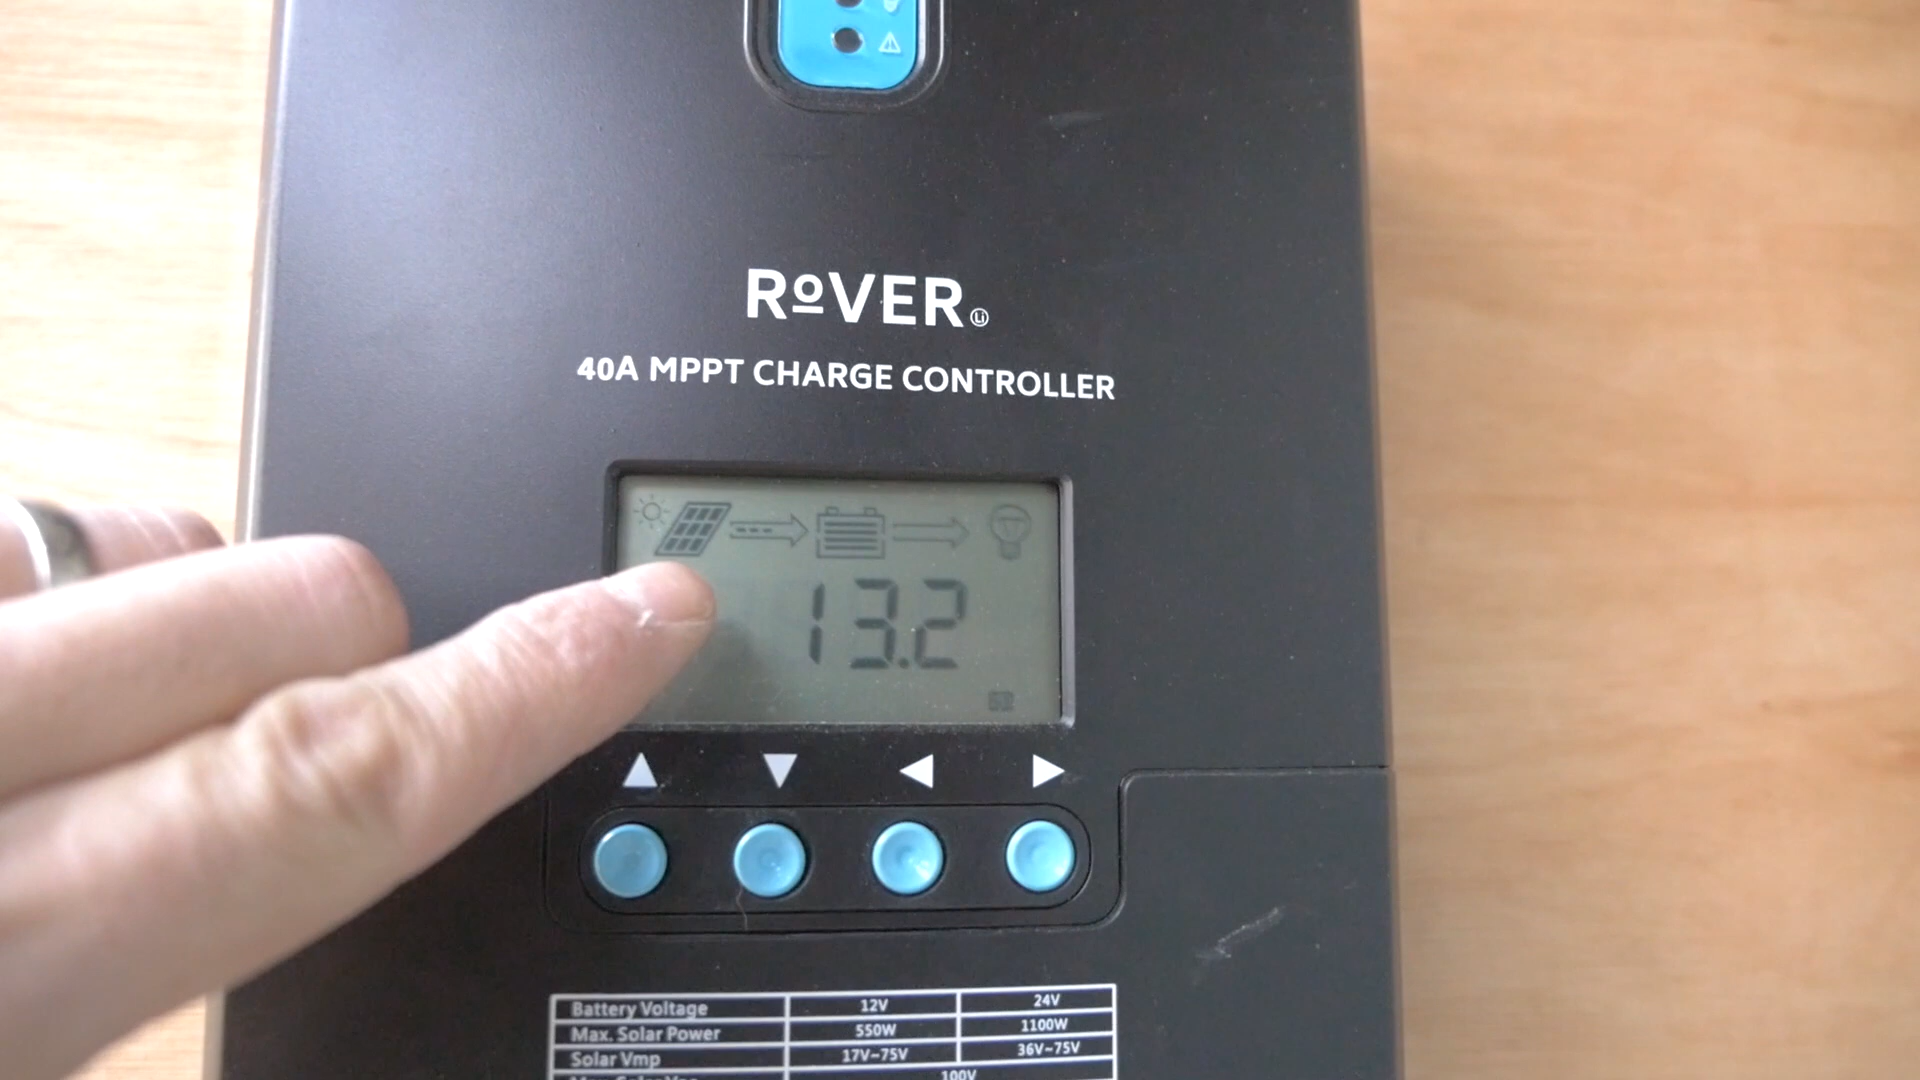 RoVER Li
40A MPPT CHARGE CONTROLLER
13.2
Battery Voltage 12V 24V
Max. Solar Power 550W 1100W
Solar Vmp 17V~75V 36V~75V
100V